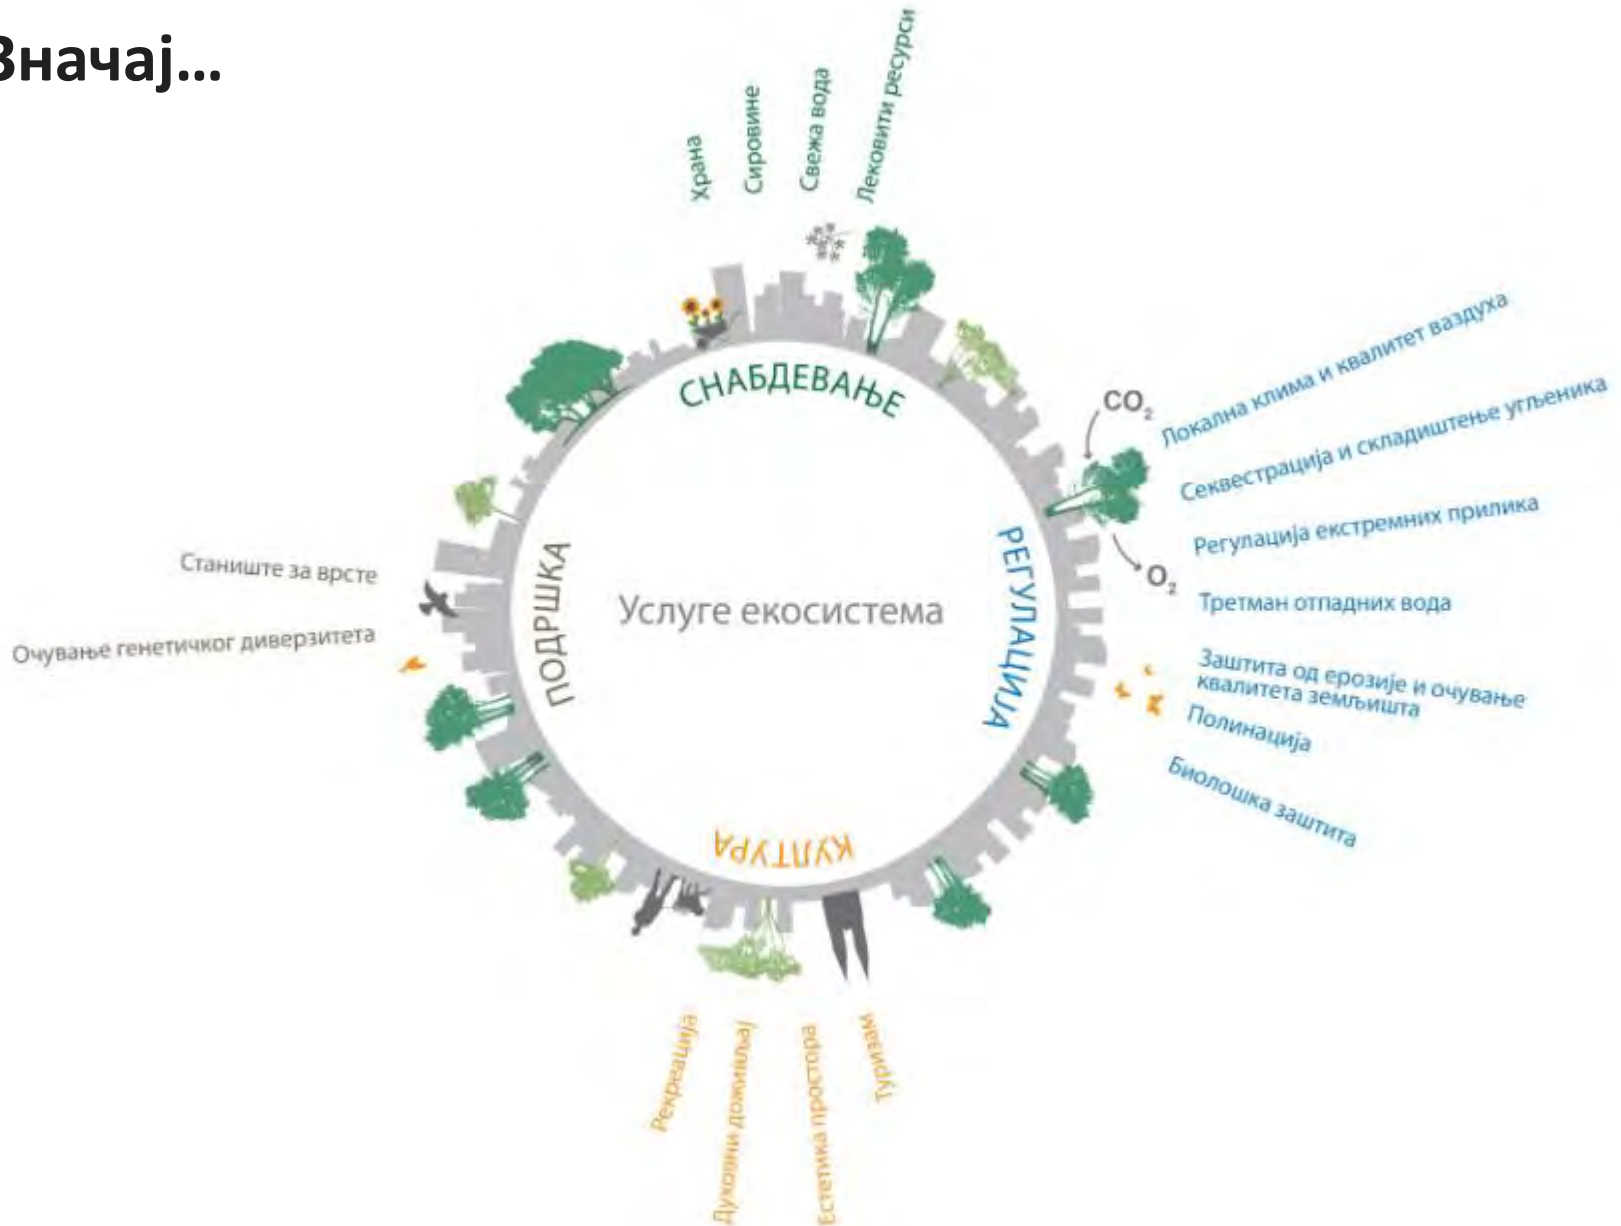 Значај...
Храна
Сировине
Свежа вода
Лековити ресурси
СНАБДЕВАЊЕ
CO₂
O₂
Локална клима и квалитет ваздуха
Секвестрација и складиштење угљеника
Регулација екстремних прилика
Третман отпадних вода
Заштита од ерозије и очување
квалитета земљишта
Полинација
Биолошка заштита
РЕГУЛАЦИЈА
Услуге екосистема
ПОДРШКА
Станиште за врсте
Очување генетичког диверзитета
КУЛТУРА
Рекреација
Духовни доживљај
Естетика простора
Туризам